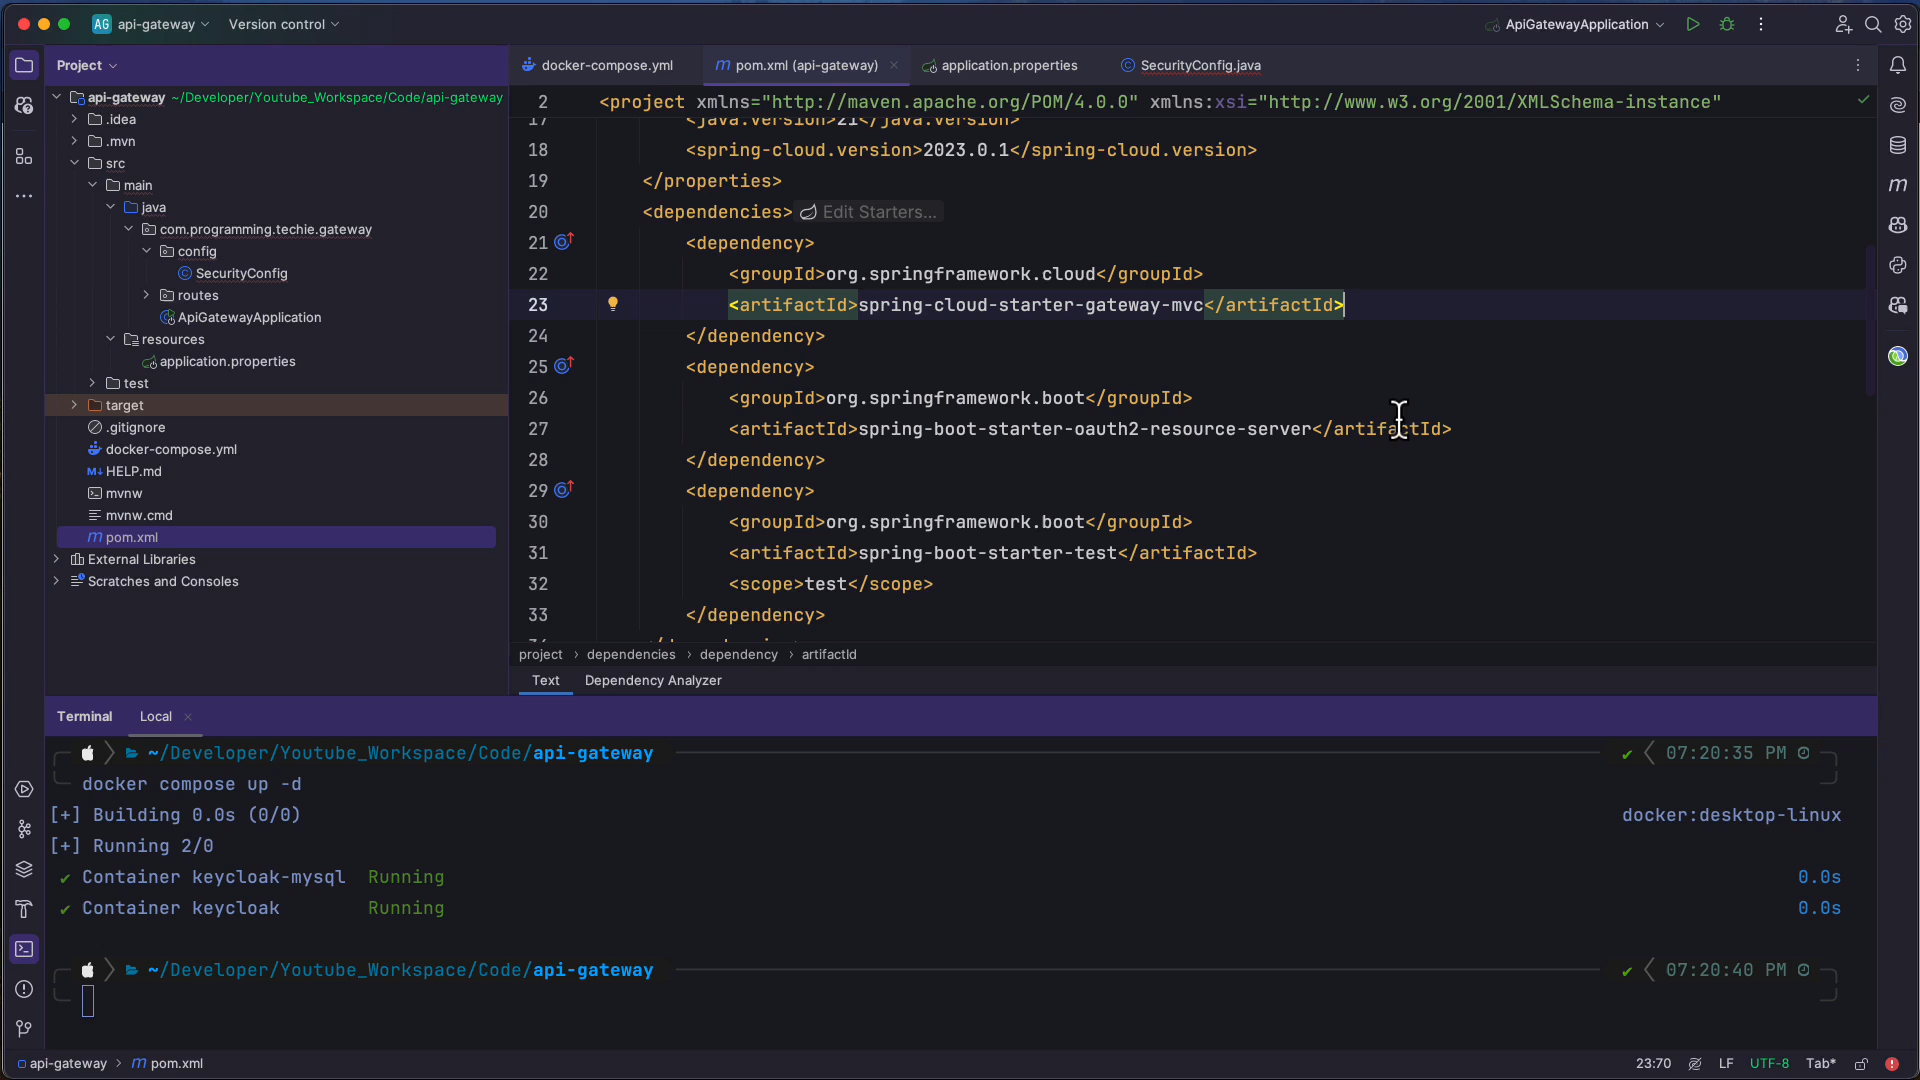 AG api-gateway Version control ApiGatewayApplication
Project
docker-compose.yml pom.xml (api-gateway) application.properties SecurityConfig.java
api-gateway ~/Developer/Youtube_Workspace/Code/api-gateway
.idea
.mvn
src
main
java
com.programming.techie.gateway
config
SecurityConfig
routes
ApiGatewayApplication
resources
application.properties
test
target
.gitignore
docker-compose.yml
HELP.md
mvnw
mvnw.cmd
pom.xml
External Libraries
Scratches and Consoles
2 <project xmlns="http://maven.apache.org/POM/4.0.0" xmlns:xsi="http://www.w3.org/2001/XMLSchema-instance"
17 <java.version>21</java.version>
18 <spring-cloud.version>2023.0.1</spring-cloud.version>
19 </properties>
20 <dependencies> Edit Starters...
21 <dependency>
22 <groupId>org.springframework.cloud</groupId>
23 <artifactId>spring-cloud-starter-gateway-mvc</artifactId>
24 </dependency>
25 <dependency>
26 <groupId>org.springframework.boot</groupId>
27 <artifactId>spring-boot-starter-oauth2-resource-server</artifactId>
28 </dependency>
29 <dependency>
30 <groupId>org.springframework.boot</groupId>
31 <artifactId>spring-boot-starter-test</artifactId>
32 <scope>test</scope>
33 </dependency>
project > dependencies > dependency > artifactId
Text Dependency Analyzer
Terminal Local
~/Developer/Youtube_Workspace/Code/api-gateway 07:20:35 PM
docker compose up -d
[+] Building 0.0s (0/0) docker:desktop-linux
[+] Running 2/0
✔ Container keycloak-mysql Running 0.0s
✔ Container keycloak Running 0.0s
~/Developer/Youtube_Workspace/Code/api-gateway 07:20:40 PM
api-gateway > pom.xml 23:70 LF UTF-8 Tab*